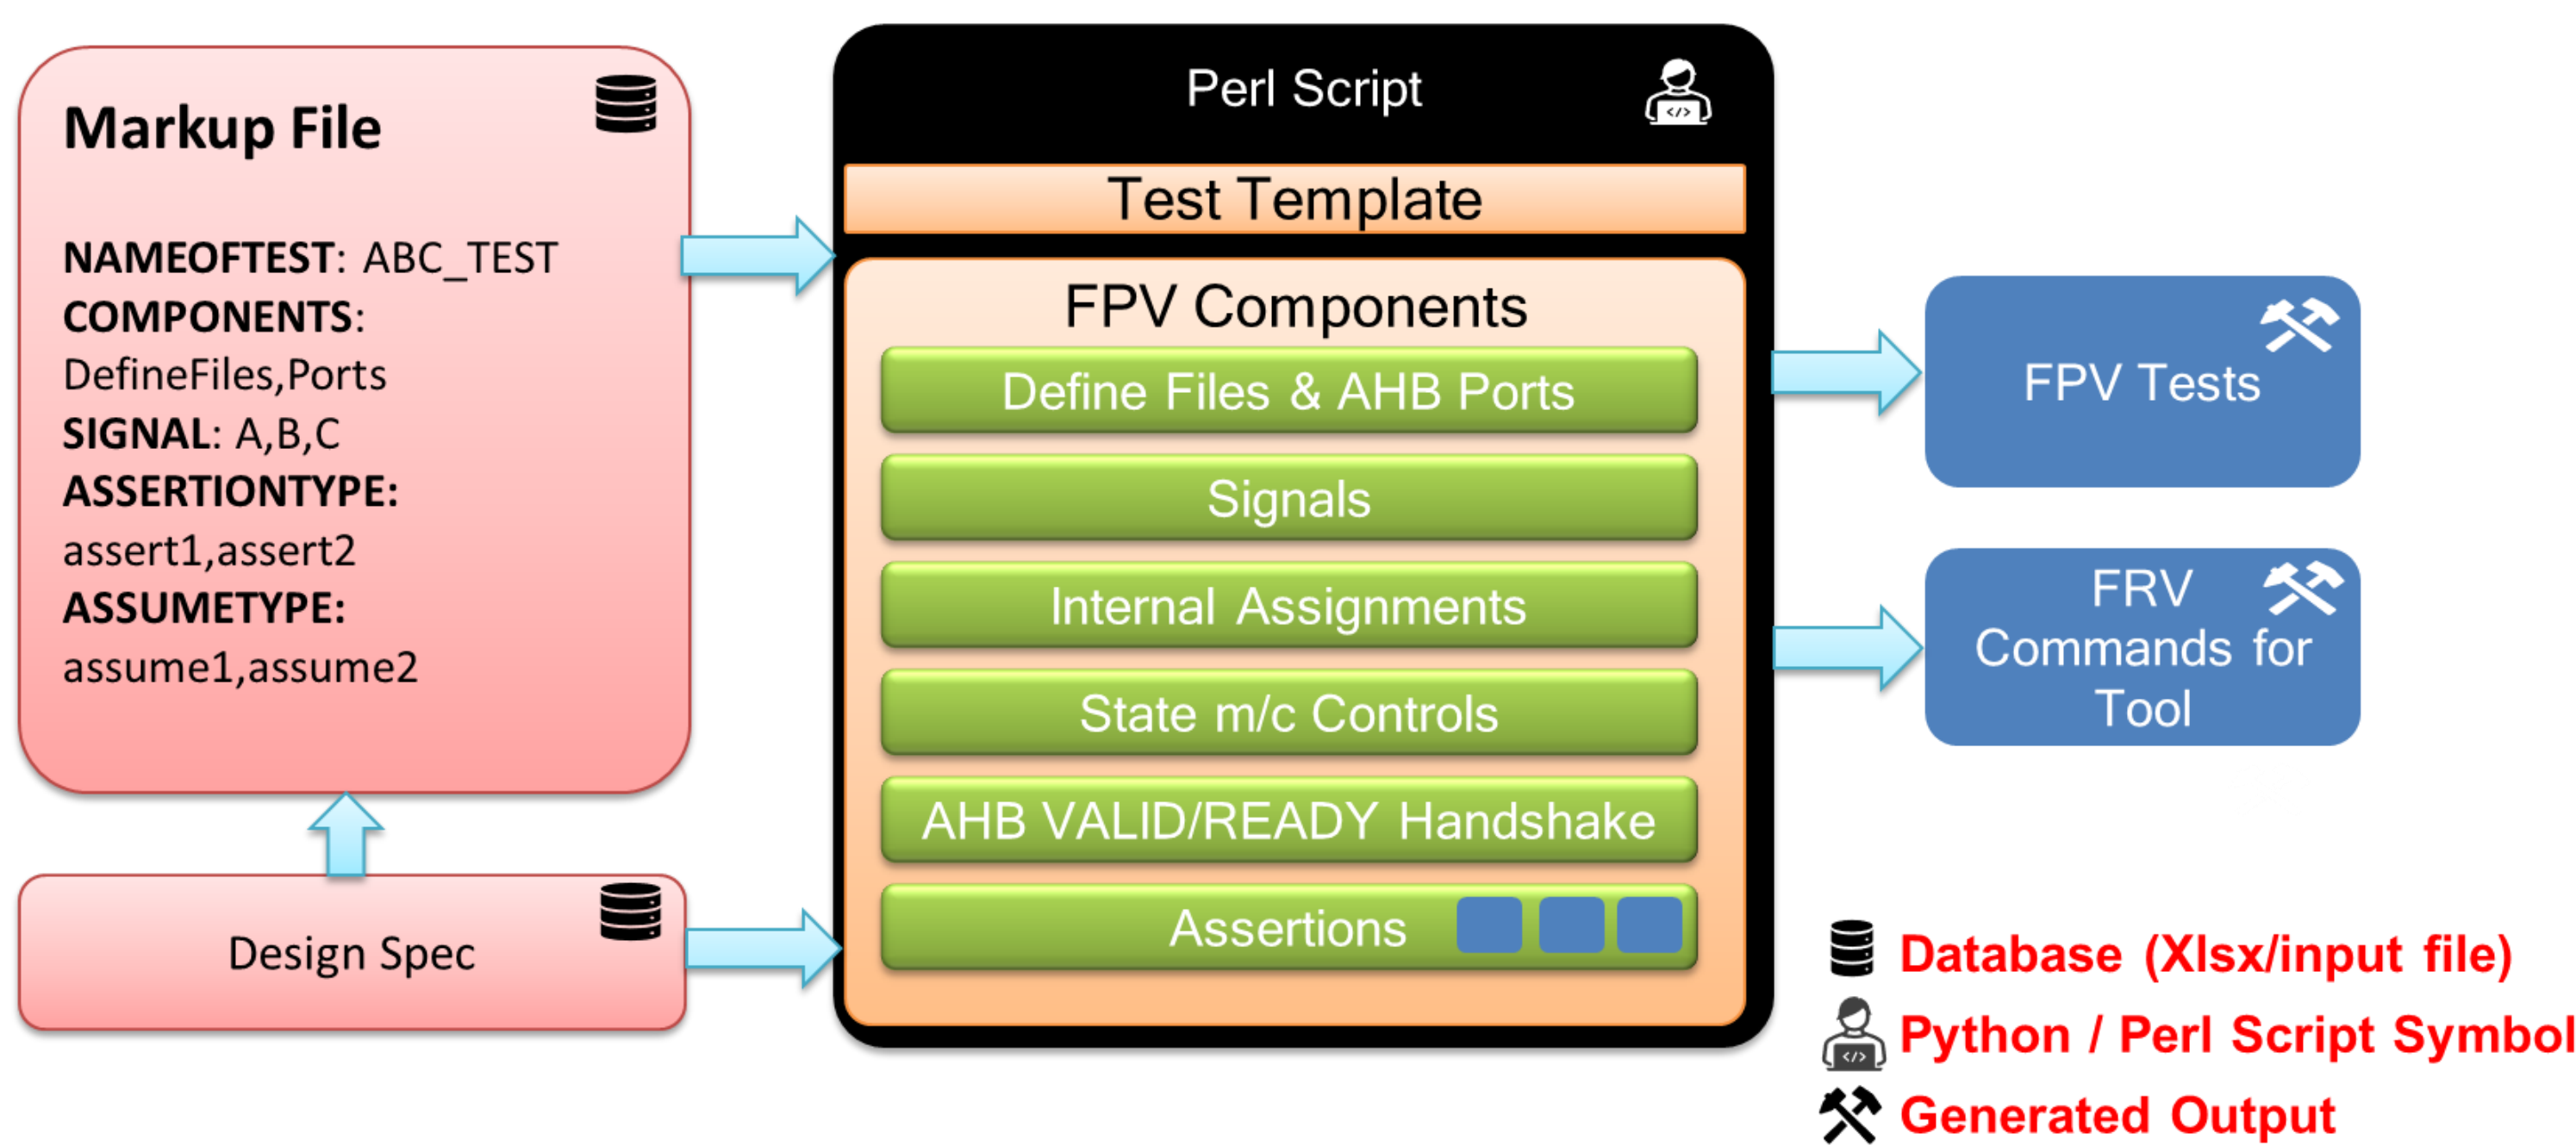 Markup File
NAMEOFTEST: ABC_TEST
COMPONENTS:
DefineFiles,Ports
SIGNAL: A,B,C
ASSERTIONTYPE:
assert1,assert2
ASSUMETYPE:
assume1,assume2
Design Spec
Perl Script
</>
Test Template
FPV Components
Define Files & AHB Ports
Signals
Internal Assignments
State m/c Controls
AHB VALID/READY Handshake
Assertions
FPV Tests
FRV
Commands for
Tool
Database (Xlsx/input file)
</>
Python / Perl Script Symbol
Generated Output